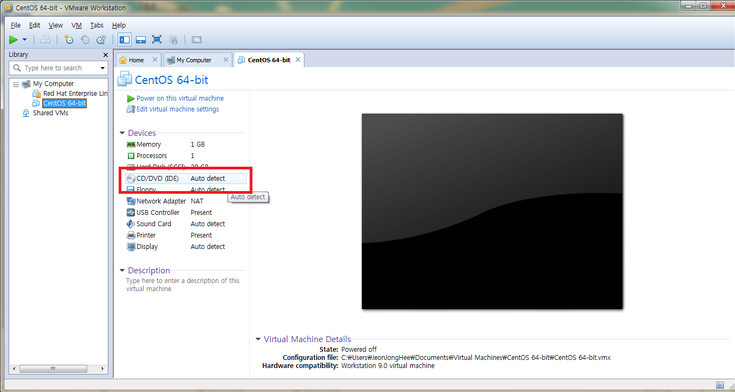 CentOS 64-bit - VMware Workstation
File Edit View VM Tabs Help
Library
Type here to search
My Computer
Red Hat Enterprise Lin
CentOS 64-bit
Shared VMs
Home
My Computer
CentOS 64-bit
CentOS 64-bit
Power on this virtual machine
Edit virtual machine settings
Devices
Memory 1 GB
Processors 1
Hard Disk (SCSI) 20 GB
CD/DVD (IDE) Auto detect
Floppy Auto detect
Auto detect
Network Adapter NAT
USB Controller Present
Sound Card Auto detect
Printer Present
Display Auto detect
Description
Type here to enter a description of this
virtual machine.
Virtual Machine Details
State: Powered off
Configuration file: C:₩Users₩JeonJongHee₩Documents₩Virtual Machines₩CentOS 64-bit₩CentOS 64-bit.vmx
Hardware compatibility: Workstation 9.0 virtual machine